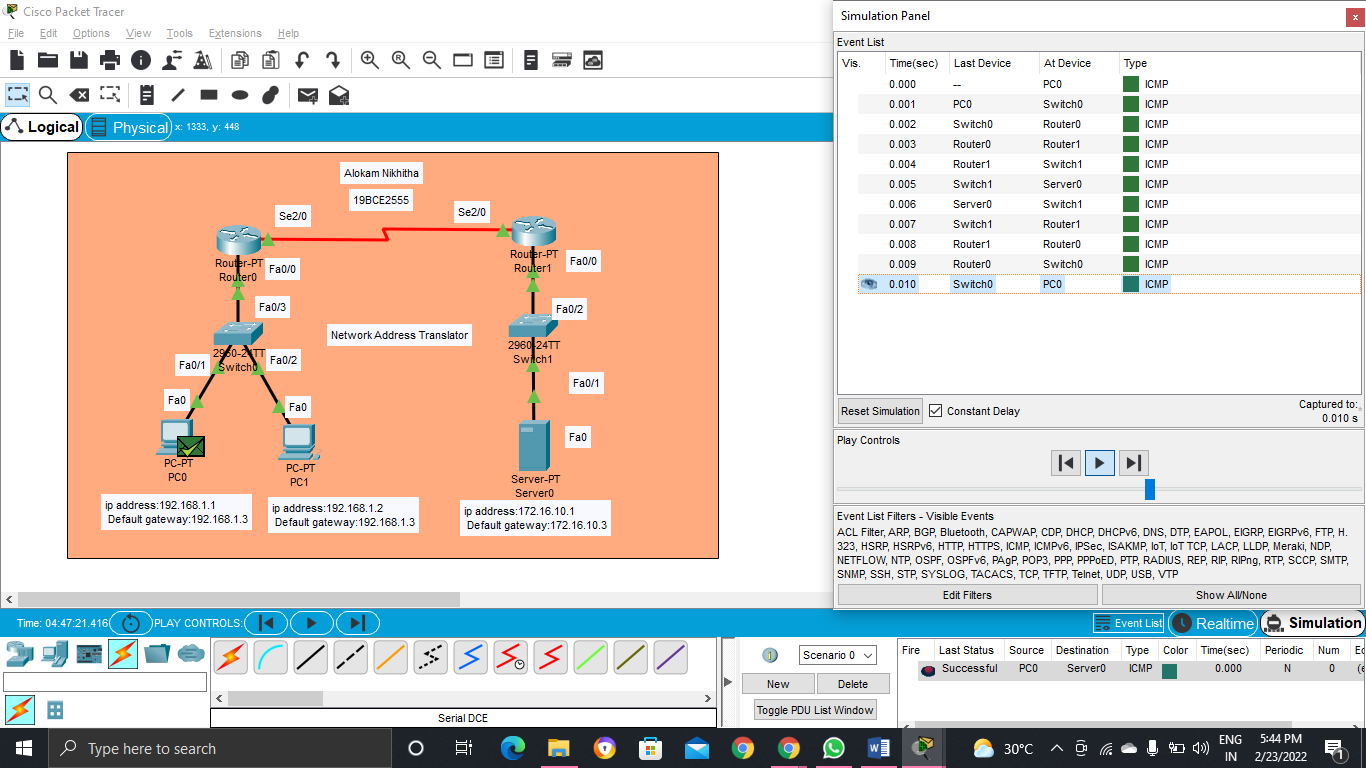 Cisco Packet Tracer
File Edit Options View Tools Extensions Help
Logical
Physical x: 1333, y: 448
Alokam Nikhitha
19BCE2555
Se2/0
Se2/0
Router-PT
Router0
Fa0/0
Router-PT
Router1
Fa0/0
Fa0/3
Fa0/2
Network Address Translator
2960-24TT
Switch0
2960-24TT
Switch1
Fa0/1
Fa0/2
Fa0/1
Fa0
Fa0
Fa0
PC-PT
PC0
PC-PT
PC1
Server-PT
Server0
ip address:192.168.1.1
Default gateway:192.168.1.3
ip address:192.168.1.2
Default gateway:192.168.1.3
ip address:172.16.10.1
Default gateway:172.16.10.3
Simulation Panel
Event List
Vis. Time(sec) Last Device At Device Type
0.000 -- PC0 ICMP
0.001 PC0 Switch0 ICMP
0.002 Switch0 Router0 ICMP
0.003 Router0 Router1 ICMP
0.004 Router1 Switch1 ICMP
0.005 Switch1 Server0 ICMP
0.006 Server0 Switch1 ICMP
0.007 Switch1 Router1 ICMP
0.008 Router1 Router0 ICMP
0.009 Router0 Switch0 ICMP
0.010 Switch0 PC0 ICMP
Reset Simulation Constant Delay
Captured to:
0.010 s
Play Controls
Event List Filters - Visible Events
ACL Filter, ARP, BGP, Bluetooth, CAPWAP, CDP, DHCP, DHCPv6, DNS, DTP, EAPOL, EIGRP, EIGRPv6, FTP, H.
323, HSRP, HSRPv6, HTTP, HTTPS, ICMP, ICMPv6, IPSec, ISAKMP, IoT, IoT TCP, LACP, LLDP, Meraki, NDP,
NETFLOW, NTP, OSPF, OSPFv6, PAgP, POP3, PPP, PPPoED, PTP, RADIUS, REP, RIP, RIPng, RTP, SCCP, SMTP,
SNMP, SSH, STP, SYSLOG, TACACS, TCP, TFTP, Telnet, UDP, USB, VTP
Edit Filters Show All/None
Time: 04:47:21.416 PLAY CONTROLS:
Event List Realtime Simulation
Serial DCE
Scenario 0
New Delete
Toggle PDU List Window
Fire Last Status Source Destination Type Color Time(sec) Periodic Num Ec
Successful PC0 Server0 ICMP 0.000 N 0 (e
Type here to search
30°C
ENG
IN
5:44 PM
2/23/2022
1